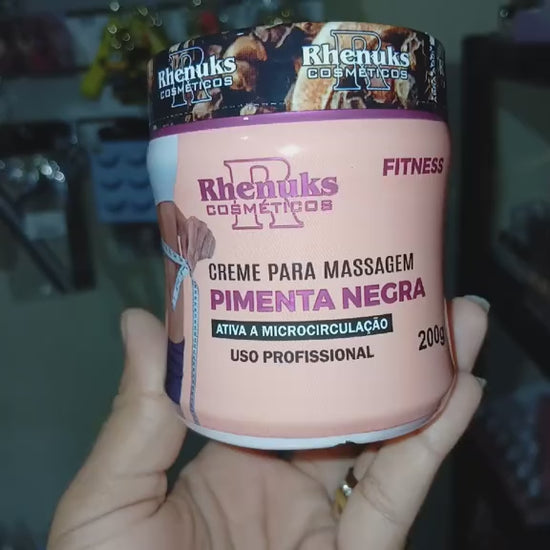 Rhenuks
COSMÉTICOS
Rhenuks
COSMÉTICOS
FITNESS
R
Rhenuks
COSMÉTICOS
CREME PARA MASSAGEM
PIMENTA NEGRA
ATIVA A MICROCIRCULAÇÃO
USO PROFISSIONAL
200g